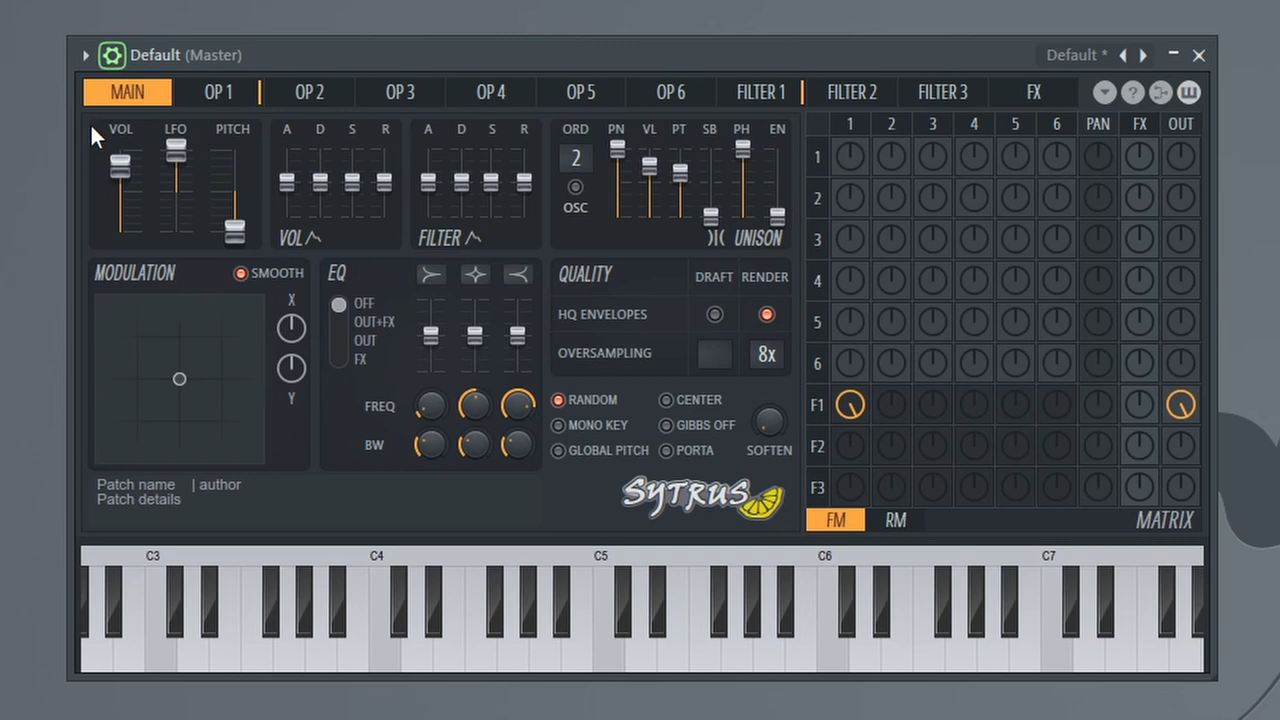 Default (Master) Default *
MAIN OP 1 OP 2 OP 3 OP 4 OP 5 OP 6 FILTER 1 FILTER 2 FILTER 3 FX ?
VOL LFO PITCH A D S R A D S R ORD PN VL PT SB PH EN
2
OSC
VOL FILTER UNISON
MODULATION SMOOTH
X
Y
EQ
OFF
OUT+FX
OUT
FX
FREQ
BW
QUALITY DRAFT RENDER
HQ ENVELOPES
OVERSAMPLING 8x
RANDOM CENTER
MONO KEY GIBBS OFF
GLOBAL PITCH PORTA SOFTEN
Patch name | author
Patch details
SYTRUS
1 2 3 4 5 6 PAN FX OUT
1
2
3
4
5
6
F1
F2
F3
FM RM MATRIX
C3 C4 C5 C6 C7